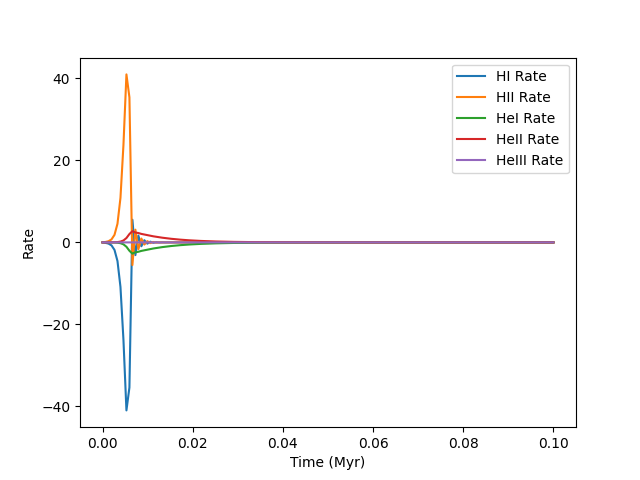 40
20
0
−20
−40
Rate
0.00
0.02
0.04
0.06
0.08
0.10
Time (Myr)
HI Rate
HII Rate
HeI Rate
HeII Rate
HeIII Rate